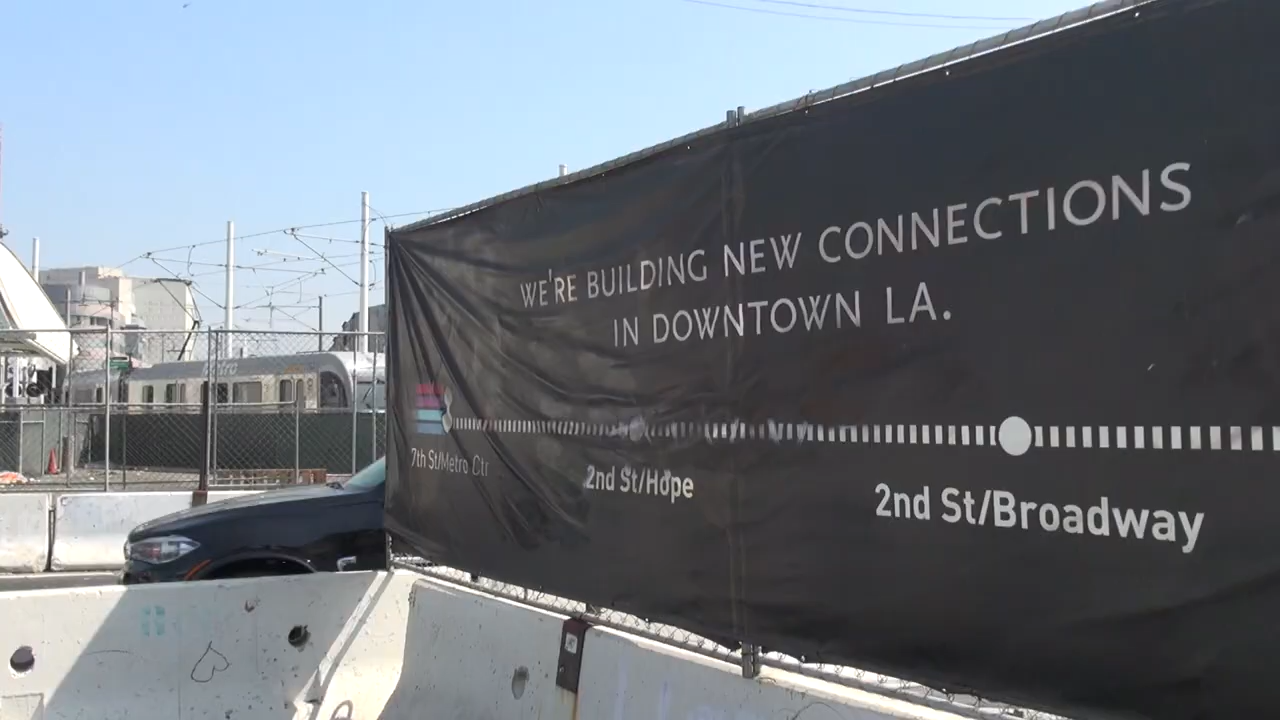 WE'RE BUILDING NEW CONNECTIONS
IN DOWNTOWN LA.
7th St/Metro Ctr
2nd St/Hope
2nd St/Broadway